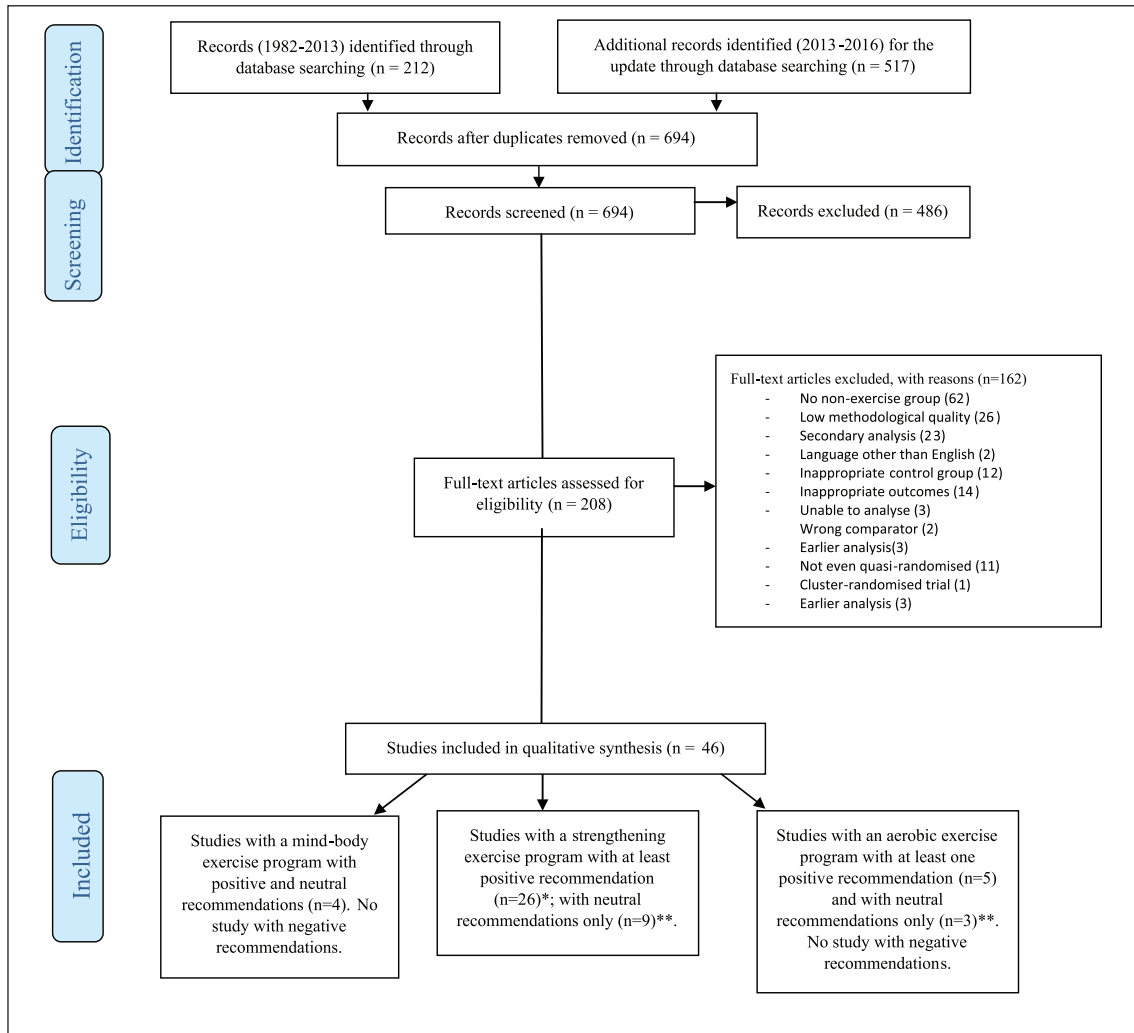 Identification
Records (1982-2013) identified through
database searching (n = 212)
Additional records identified (2013-2016) for the
update through database searching (n = 517)
Records after duplicates removed (n = 694)
Screening
Records screened (n = 694)
Records excluded (n = 486)
Eligibility
Full-text articles assessed for
eligibility (n = 208)
Full-text articles excluded, with reasons (n=162)
- No non-exercise group (62)
- Low methodological quality (26)
- Secondary analysis (23)
- Language other than English (2)
- Inappropriate control group (12)
- Inappropriate outcomes (14)
- Unable to analyse (3)
Wrong comparator (2)
- Earlier analysis(3)
- Not even quasi-randomised (11)
- Cluster-randomised trial (1)
- Earlier analysis (3)
Included
Studies included in qualitative synthesis (n = 46)
Studies with a mind-body
exercise program with
positive and neutral
recommendations (n=4). No
study with negative
recommendations.
Studies with a strengthening
exercise program with at least
positive recommendation
(n=26)*; with neutral
recommendations only (n=9)**.
Studies with an aerobic exercise
program with at least one
positive recommendation (n=5)
and with neutral
recommendations only (n=3)**.
No study with negative
recommendations.